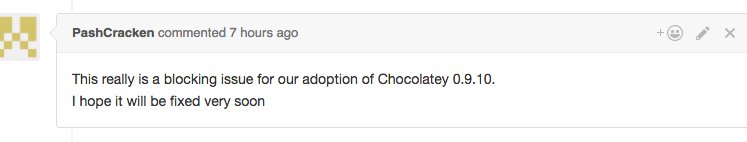 PashCracken commented 7 hours ago
This really is a blocking issue for our adoption of Chocolatey 0.9.10.
I hope it will be fixed very soon